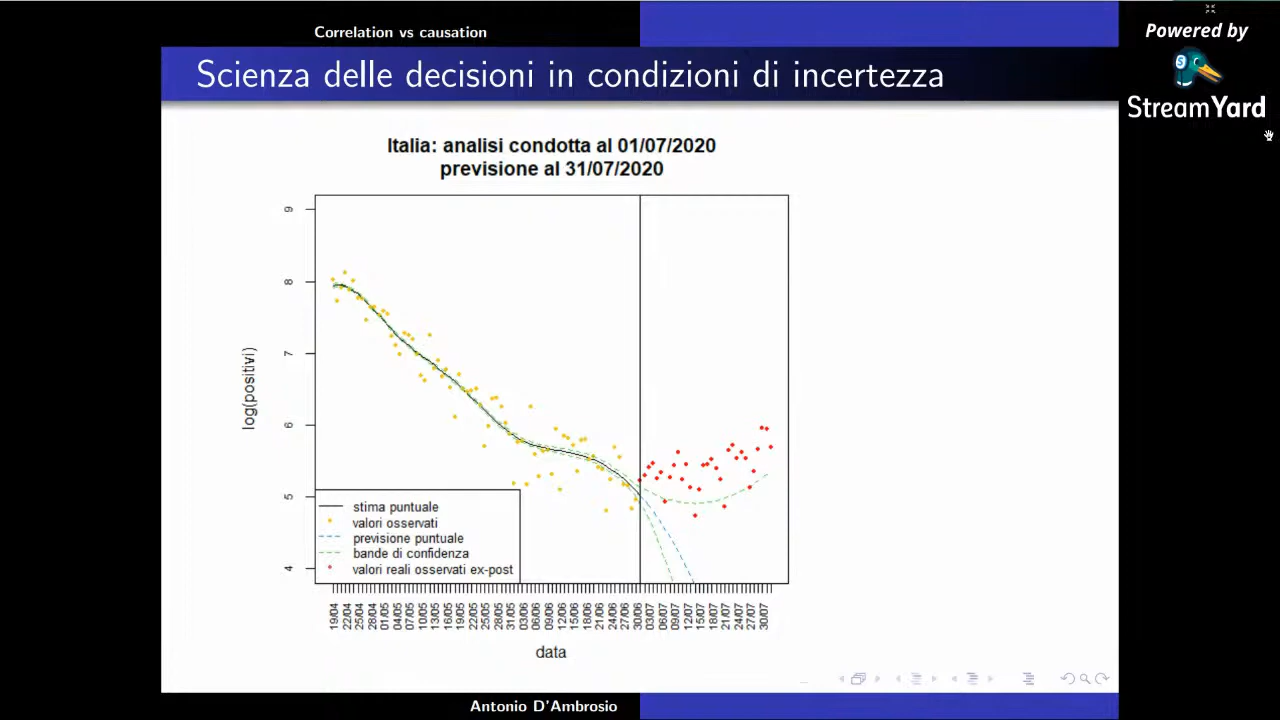 Correlation vs causation
Powered by
StreamYard
Scienza delle decisioni in condizioni di incertezza
Italia: analisi condotta al 01/07/2020
previsione al 31/07/2020
log(positivi)
9
8
7
6
5
4
stima puntuale
valori osservati
previsione puntuale
bande di confidenza
valori reali osservati ex-post
19/04 22/04 25/04 28/04 01/05 04/05 07/05 10/05 13/05 16/05 19/05 22/05 25/05 28/05 31/05 03/06 06/06 09/06 12/06 15/06 18/06 21/06 24/06 27/06 30/06 03/07 06/07 09/07 12/07 15/07 18/07 21/07 24/07 27/07 30/07
data
Antonio D'Ambrosio